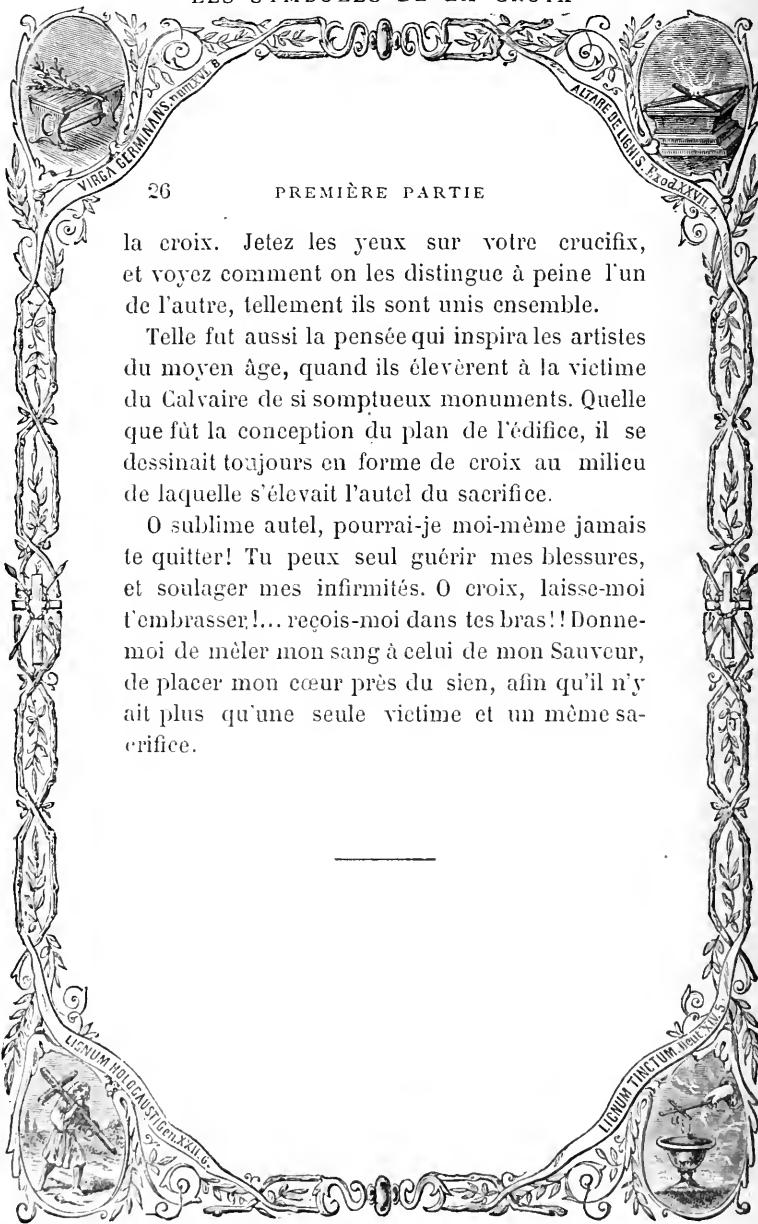 LES SYMBOLES DE LA CROIX
VIRGA GERMINANS. num XVI. 8
ALTARE DE LIGNIS. Exod XXVII. 1
26 PREMIÈRE PARTIE
la croix. Jetez les yeux sur votre crucifix,
et voyez comment on les distingue à peine l'un
de l'autre, tellement ils sont unis ensemble.
Telle fut aussi la pensée qui inspira les artistes
du moyen âge, quand ils élevèrent à la victime
du Calvaire de si somptueux monuments. Quelle
que fût la conception du plan de l'édifice, il se
dessinait toujours en forme de croix au milieu
de laquelle s'élevait l'autel du sacrifice.
O sublime autel, pourrai-je moi-même jamais
te quitter! Tu peux seul guérir mes blessures,
et soulager mes infirmités. O croix, laisse-moi
t'embrasser!... reçois-moi dans tes bras!! Donne-
moi de mêler mon sang à celui de mon Sauveur,
de placer mon cœur près du sien, afin qu'il n'y
ait plus qu'une seule victime et un même sa-
crifice.
LIGNUM HOLOCAUSTI Gen. XXII. 6.
LIGNUM TINCTUM. XIV. 5